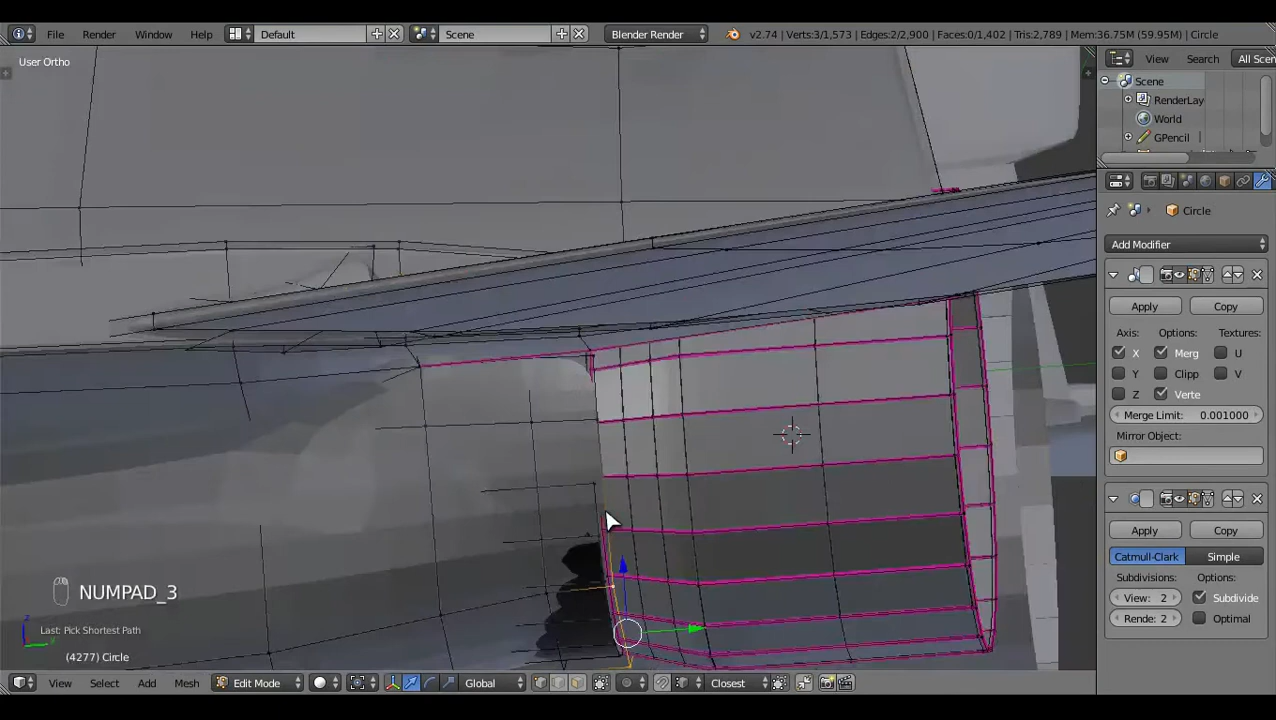 File Render Window Help Default Scene Blender Render v2.74 | Verts:3/1,573 | Edges:2/2,900 | Faces:0/1,402 | Tris:2,789 | Mem:36.75M (59.95M) | Circle
User Ortho
View Search All Scen
Scene
RenderLay
World
GPencil
Circle
Add Modifier
Apply Copy
Axis: Options: Textures:
X Merg U
Y Clipp V
Z Verte
Merge Limit: 0.001000
Mirror Object:
Apply Copy
Catmull-Clark Simple
Subdivisions: Options:
View: 2 Subdivide
Rende: 2 Optimal
NUMPAD_3
Last: Pick Shortest Path
(4277) Circle
View Select Add Mesh Edit Mode Global Closest